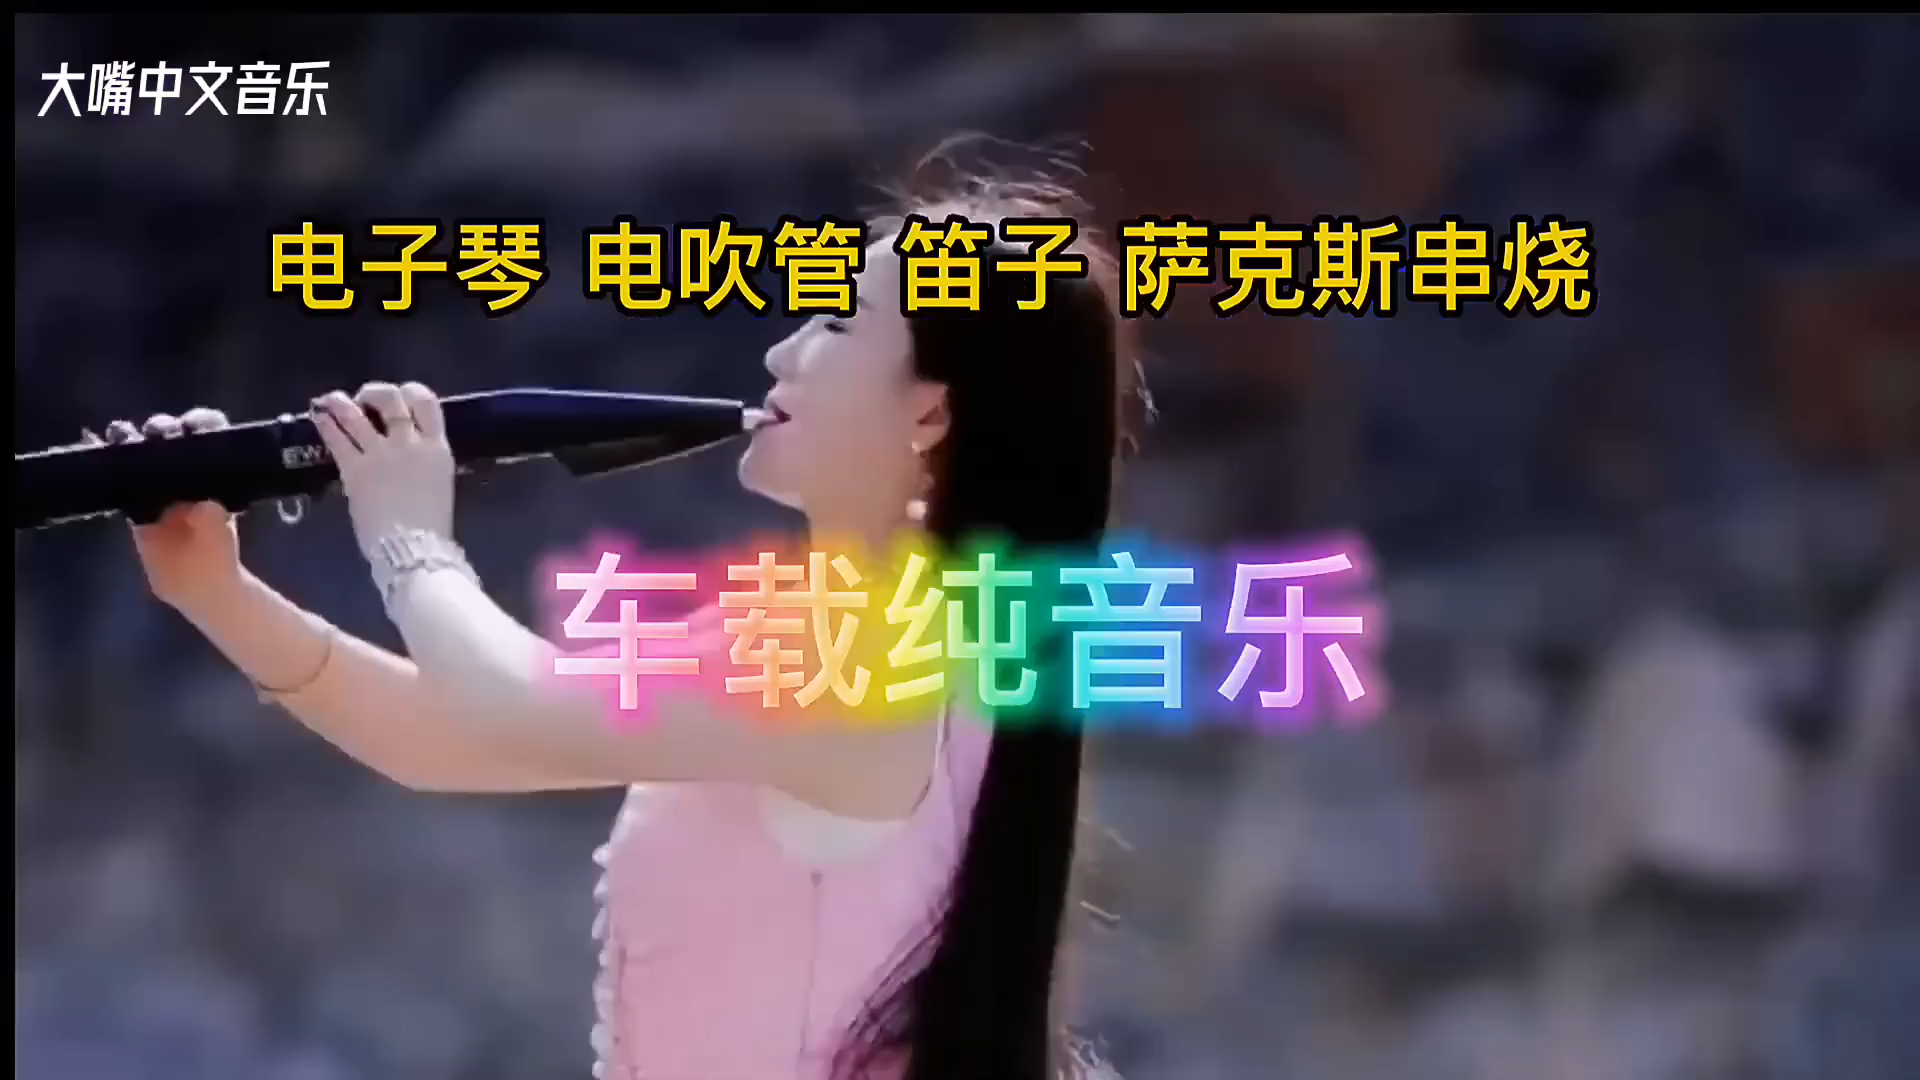 大嘴中文音乐
电子琴 电吹管 笛子 萨克斯串烧
车载纯音乐